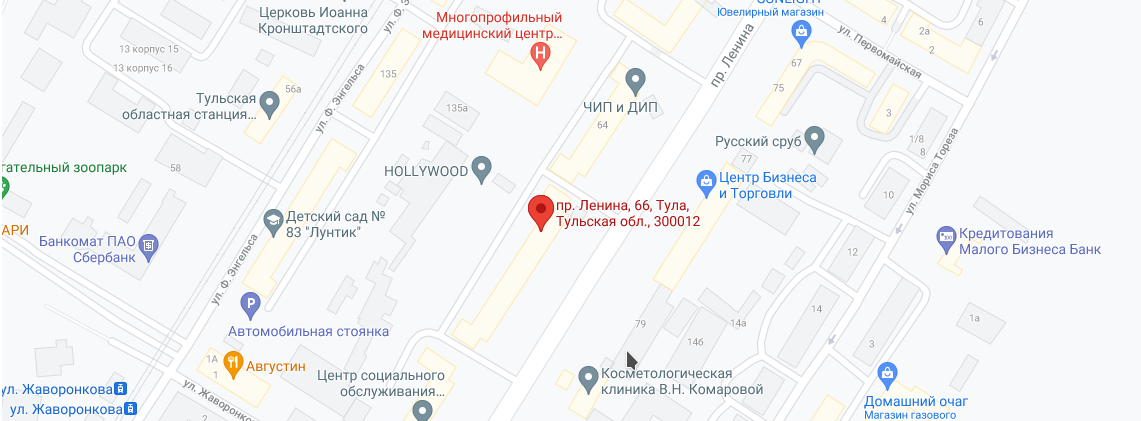 Церковь Иоанна
Кронштадтского
ул. Ф. Энгельса
Многопрофильный
медицинский центр...
Ювелирный магазин
пр. Ленина
ул. Первомайская
4
2
2а
13 корпус 15
13 корпус 16
135
56а
Тульская
областная станция...
ул. Ф. Энгельса
135а
ЧИП и ДИП
64
67
75
3
1/8
8
9
58
гательный зоопарк
HOLLYWOOD
Русский сруб
77
Центр Бизнеса
и Торговли
10
ул. Мориса Тореза
пр. Ленина, 66, Тула,
Тульская обл., 300012
Детский сад №
83 "Лунтик"
АРИ
Банкомат ПАО
Сбербанк
ул. Ф. Энгельса
12
Кредитования
Малого Бизнеса Банк
P
Автомобильная стоянка
79
14а
14б
14
3
1а
1А
1
Августин
ул. Жаворонкова
ул. Жаворонкова
ул. Жаворонков
Центр социального
обслуживания...
Косметологическая
клиника В.Н. Комаровой
Домашний очаг
Магазин газового